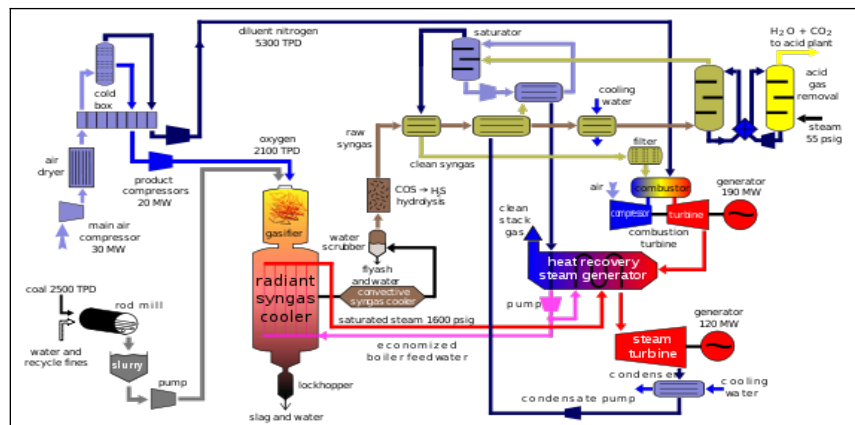 diluent nitrogen
5300 TPD
saturator
H₂O + CO₂
to acid plant
cold
box
cooling
water
acid
gas
removal
oxygen
2100 TPD
raw
syngas
clean syngas
filter
steam
55 psig
air
dryer
product
compressors
20 MW
COS → H₂S
hydrolysis
air
combustor
generator
190 MW
main air
compressor
30 MW
gasifier
water
scrubber
clean
stack
gas
compressor
turbine
combustion
turbine
flyash and water
heat recovery
steam generator
radiant
syngas
cooler
convective syngas cooler
coal 2500 TPD
rod mill
pump
saturated steam 1600 psig
generator
120 MW
water and
recycle fines
economized
boiler feed water
steam
turbine
slurry
pump
lockhopper
condenser
cooling
water
condensate pump
slag and water